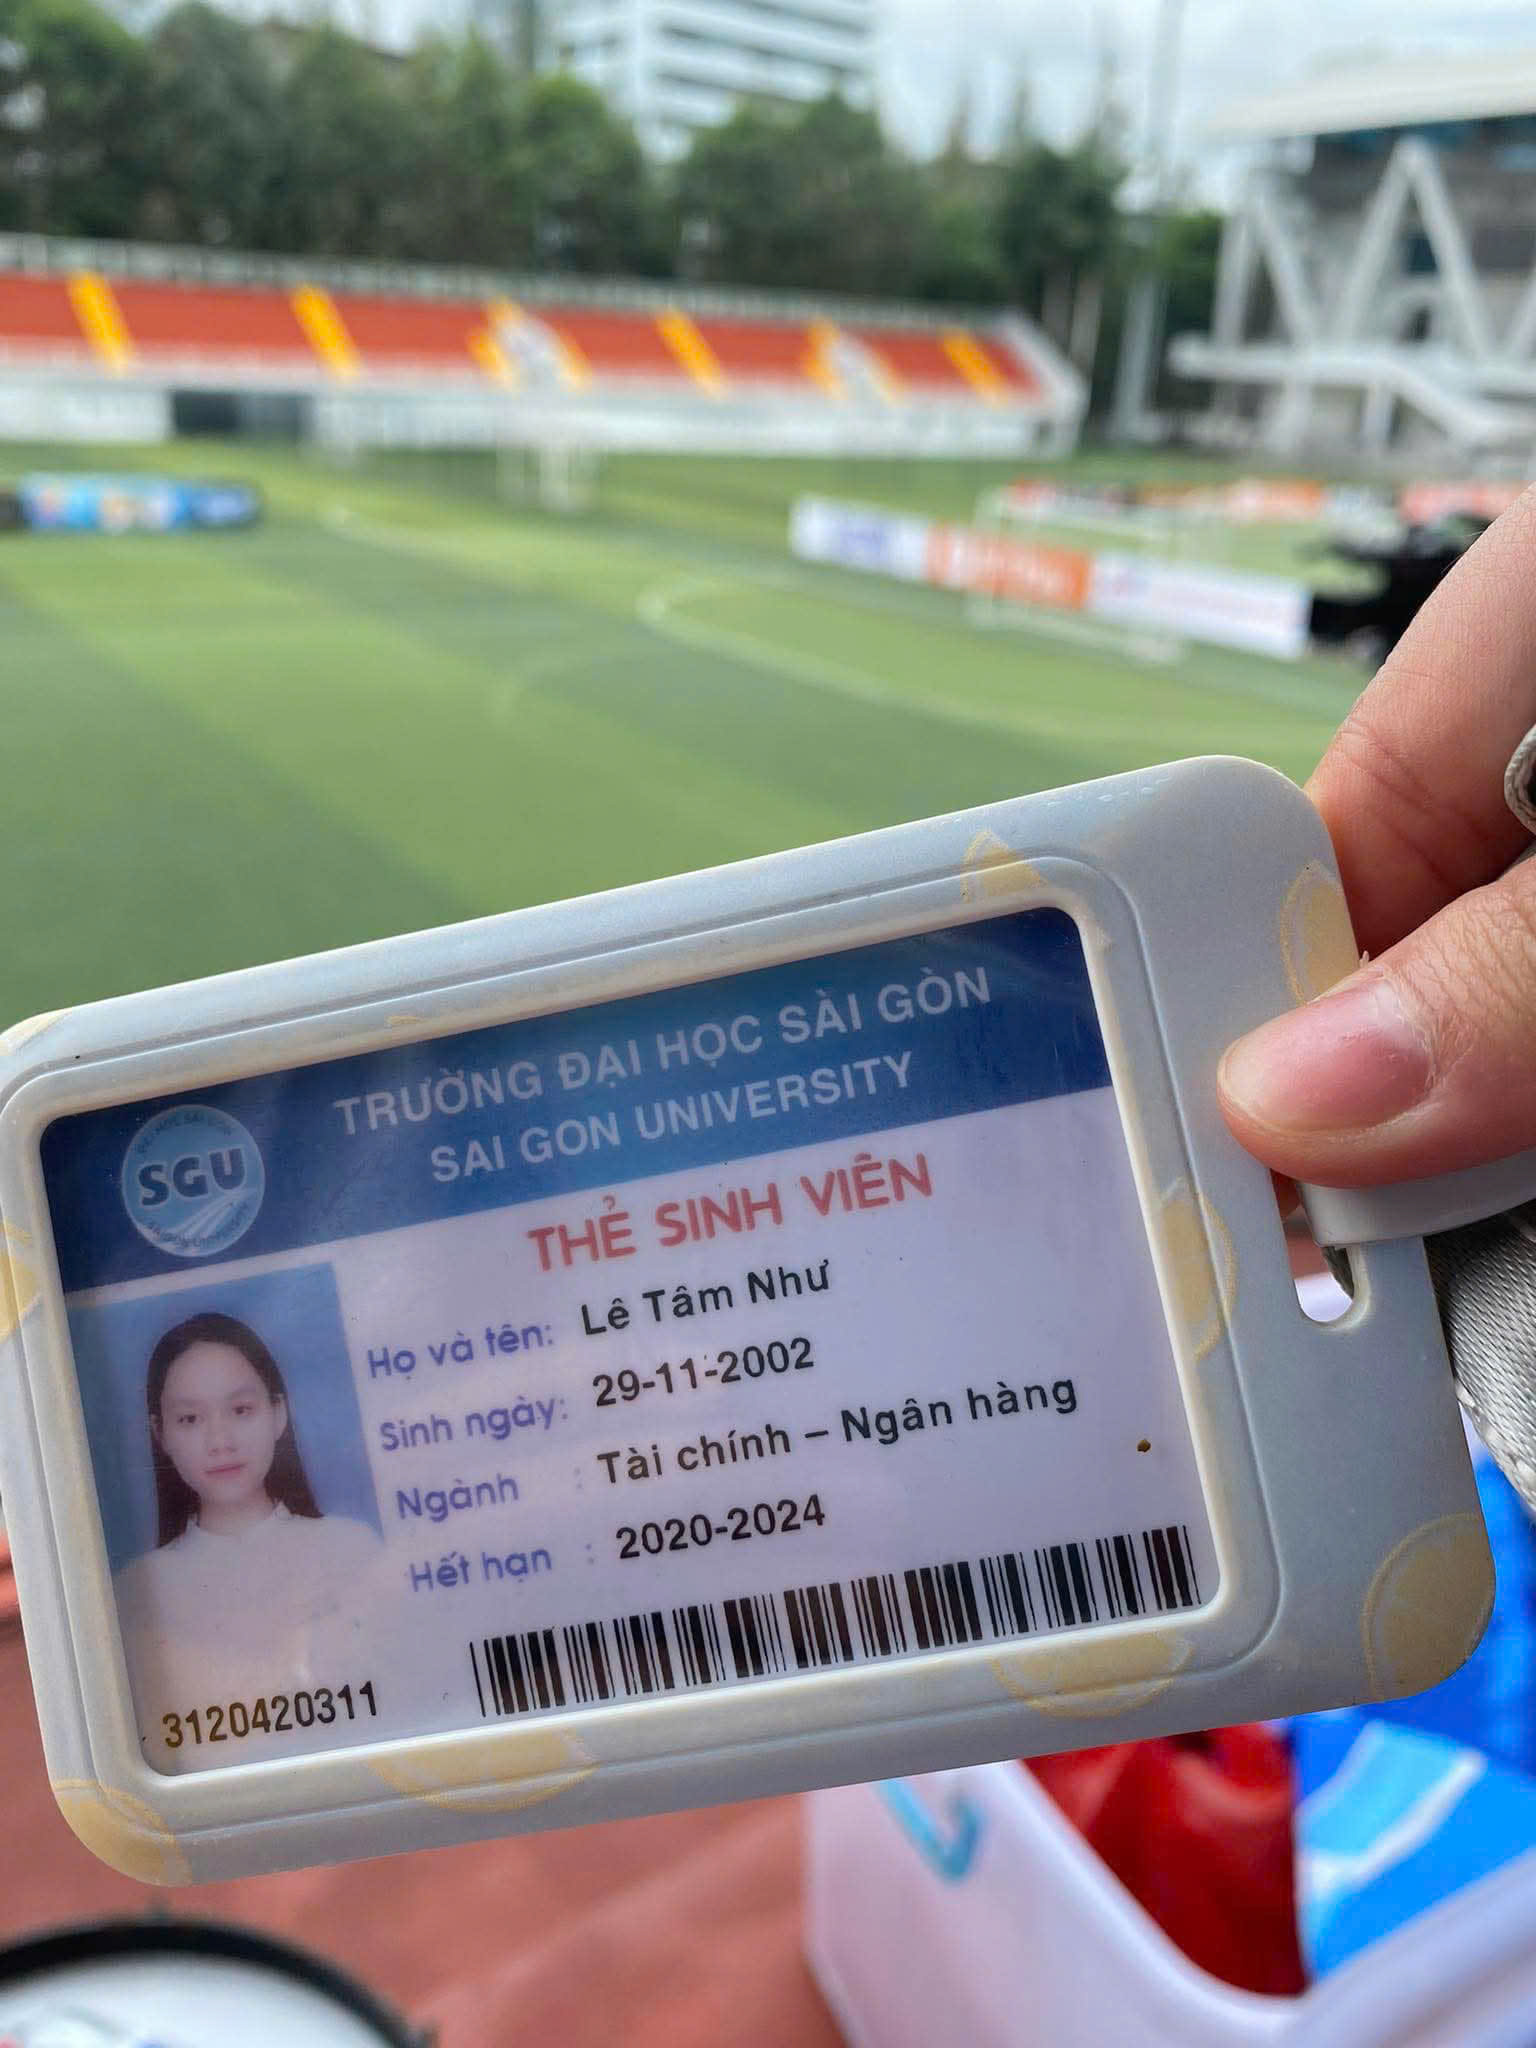 TRƯỜNG ĐẠI HỌC SÀI GÒN
SAI GON UNIVERSITY
SGU
THẺ SINH VIÊN
Họ và tên: Lê Tâm Như
Sinh ngày: 29-11-2002
Ngành : Tài chính – Ngân hàng
Hết hạn : 2020-2024
3120420311